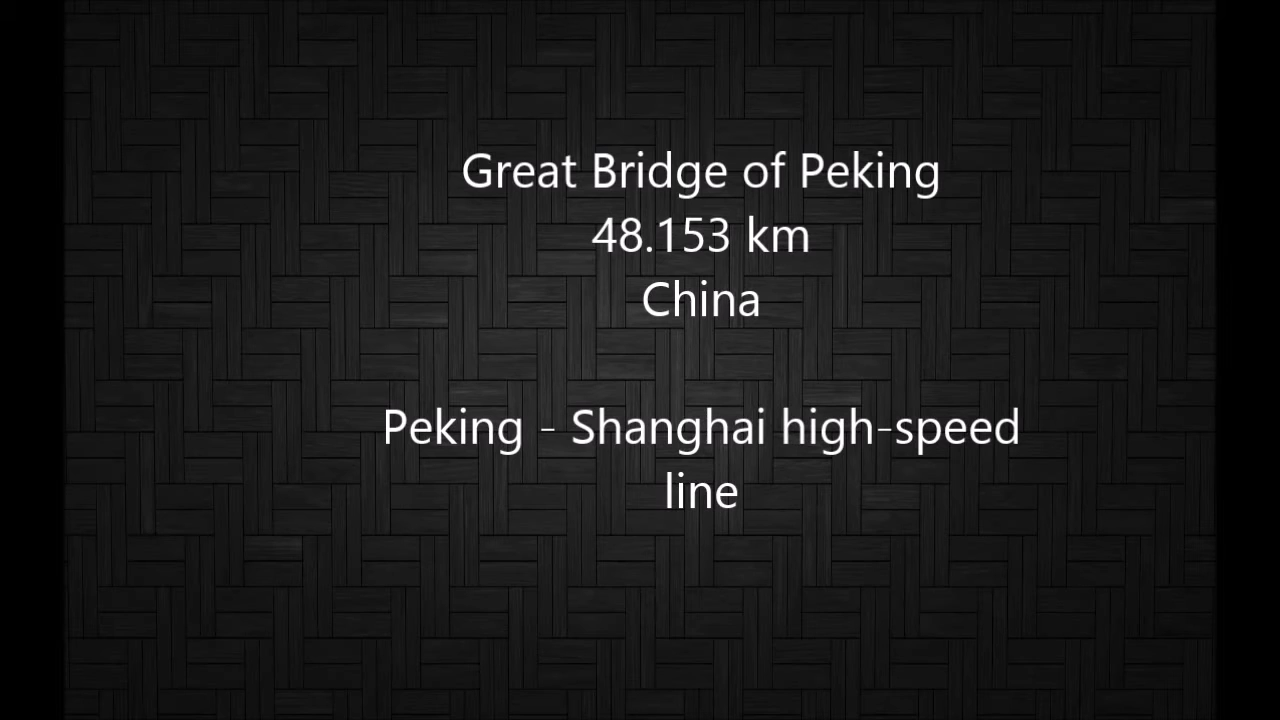 Great Bridge of Peking
48.153 km
China
Peking - Shanghai high-speed
line